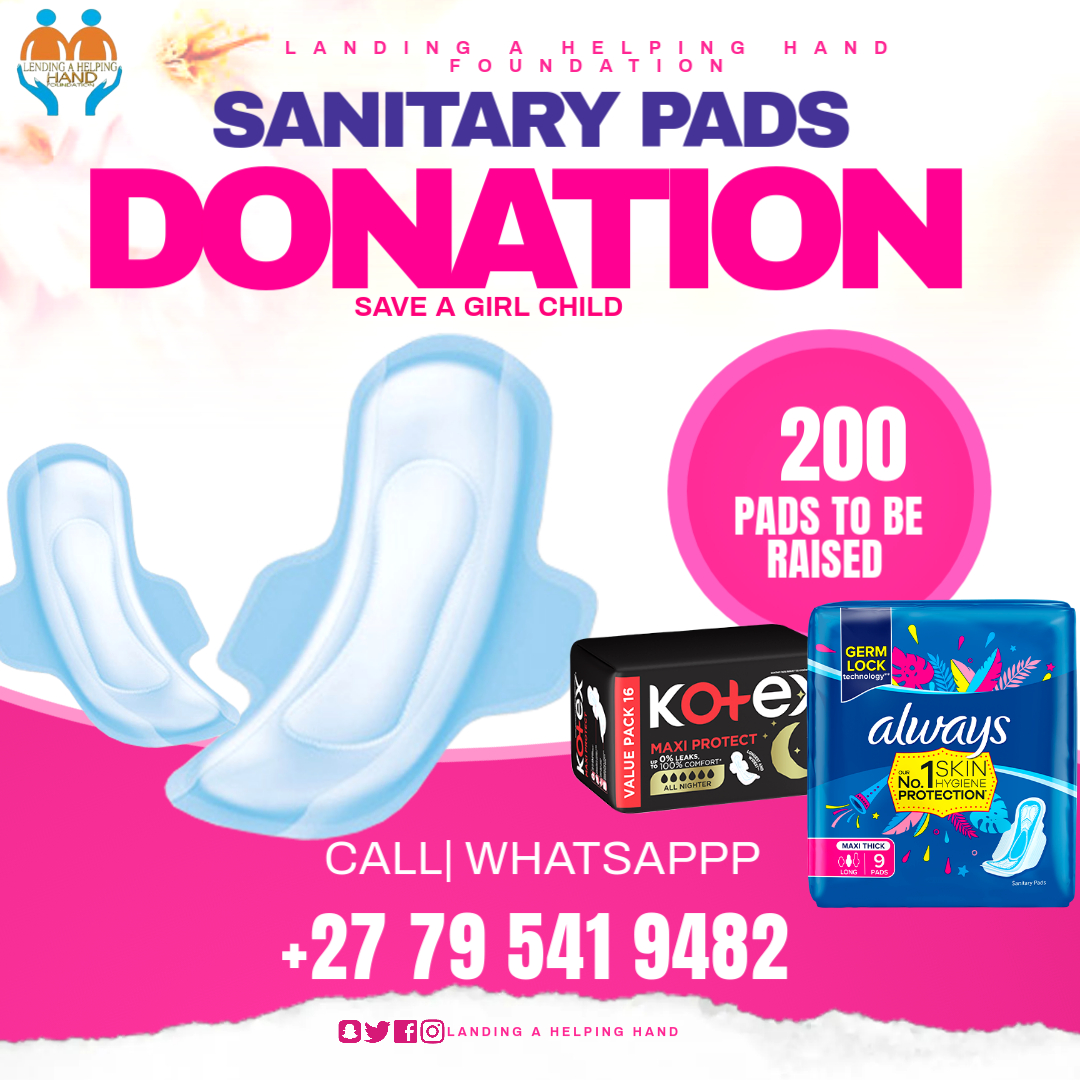 LENDING A HELPING
HAND
FOUNDATION
LANDING A HELPING HAND
FOUNDATION
SANITARY PADS
DONATION
SAVE A GIRL CHILD
200
PADS TO BE
RAISED
KOTEX
VALUE PACK 16
KOTEX
MAXI PROTECT
UP TO 0% LEAKS,
100% COMFORT*
ALL NIGHTER
GERM
LOCK
technology**
always
OUR
No.1 SKIN
HYGIENE
PROTECTION*
MAXI THICK
LONG
9
PADS
Sanitary Pads
CALL| WHATSAPPP
+27 79 541 9482
LANDING A HELPING HAND